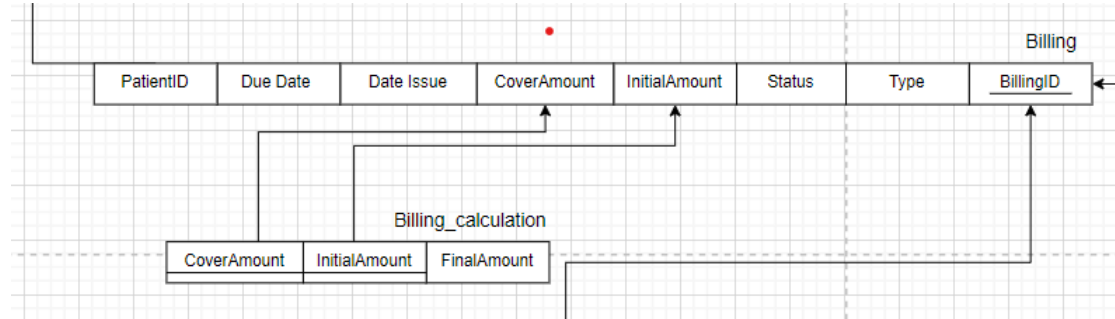 Billing
PatientID Due Date Date Issue CoverAmount InitialAmount Status Type BillingID
Billing_calculation
CoverAmount InitialAmount FinalAmount